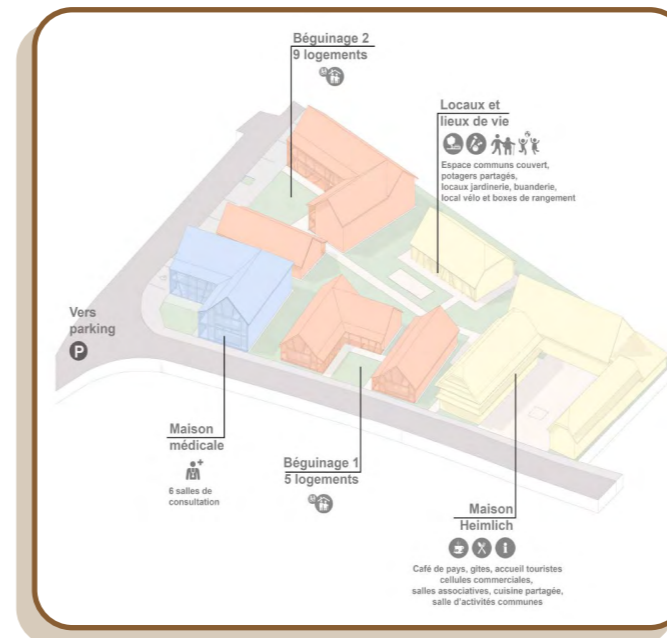 Béguinage 2
9 logements
Locaux et
lieux de vie
Espace communs couvert,
potagers partagés,
locaux jardinerie, buanderie,
local vélo et boxes de rangement
Vers
parking
P
Maison
médicale
6 salles de
consultation
Béguinage 1
5 logements
Maison
Heimlich
i
Café de pays, gites, accueil touristes
cellules commerciales,
salles associatives, cuisine partagée,
salle d'activités communes